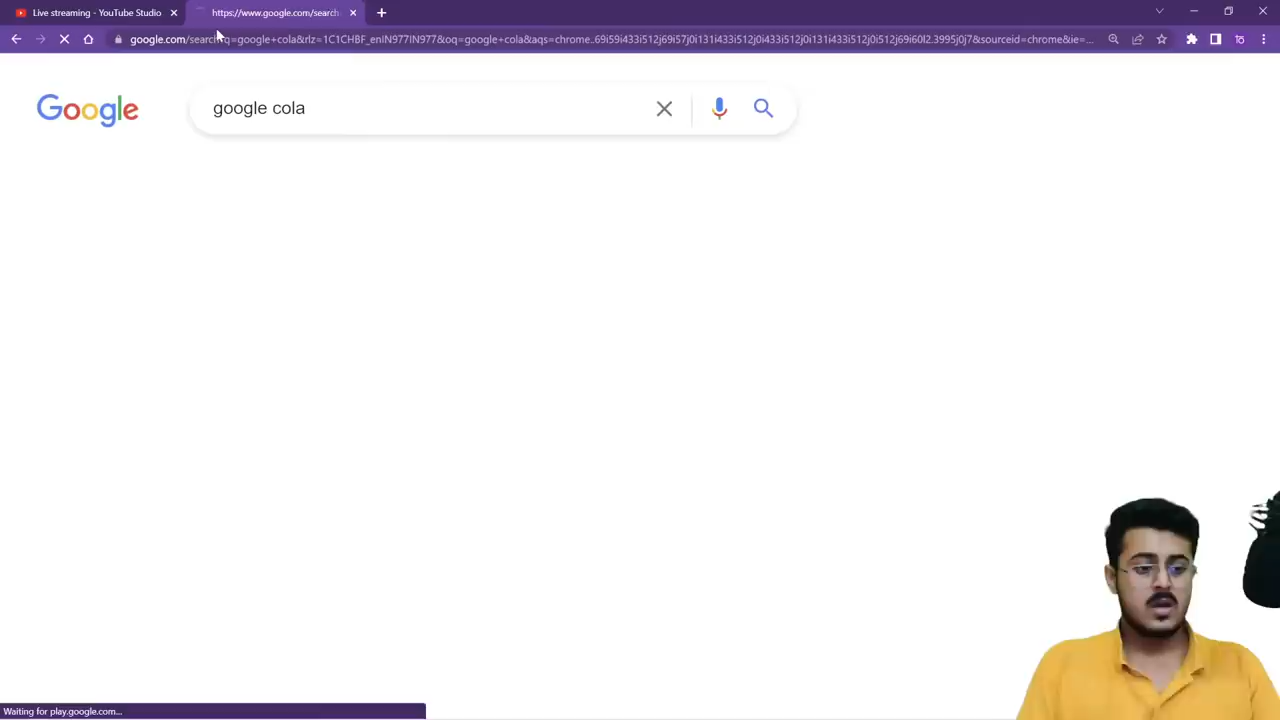 Live streaming - YouTube Studio
https://www.google.com/search
google.com/search?q=google+cola&rlz=1C1CHBF_enIN977IN977&oq=google+cola&aqs=chrome..69i59i433i512j69i57j0i131i433i512j0i433i512j0i131i433i512j0i512j69i60l2.3995j0j7&sourceid=chrome&ie=...
Google
google cola
Waiting for play.google.com...